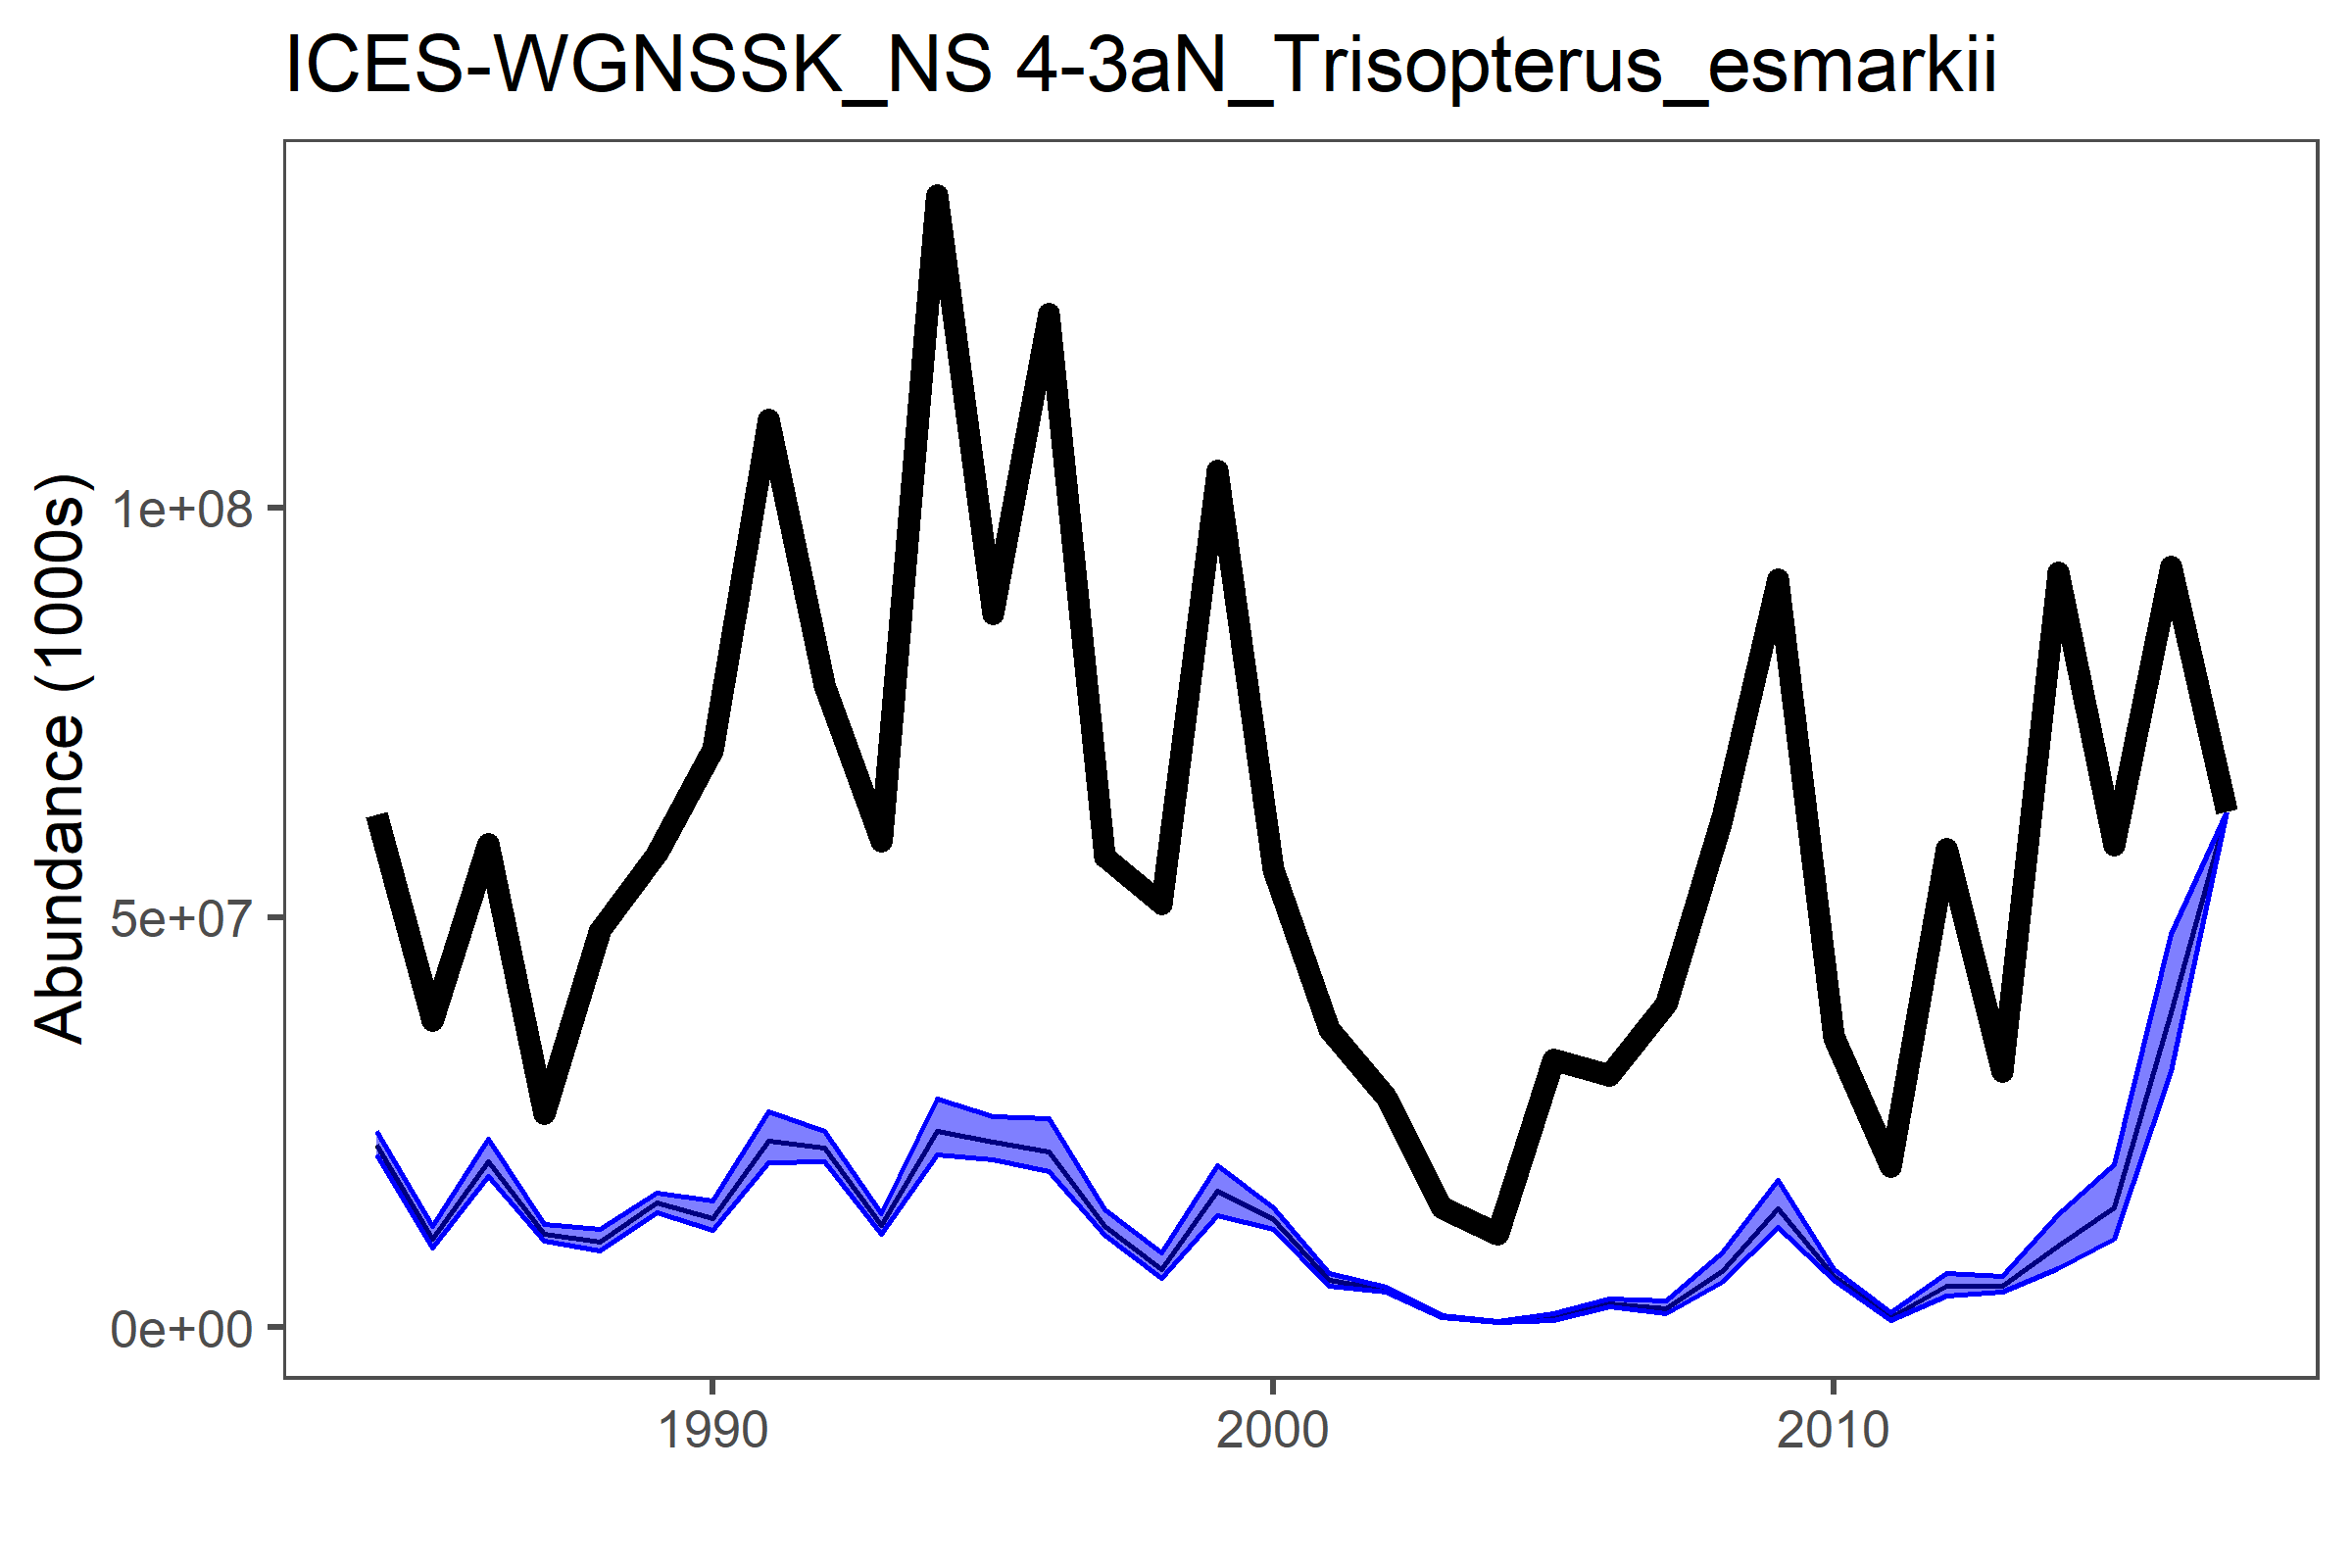 ICES-WGNSSK_NS 4-3aN_Trisopterus_esmarkii
Abundance (1000s)
1e+08
5e+07
0e+00
1990
2000
2010